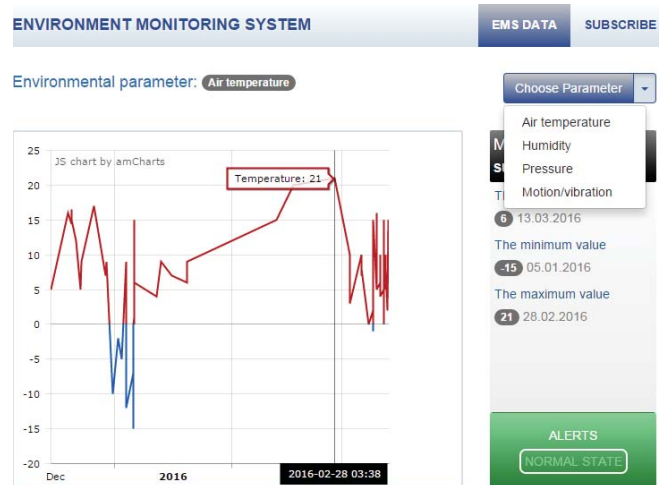 ENVIRONMENT MONITORING SYSTEM
EMS DATA
SUBSCRIBE
Environmental parameter: Air temperature
Choose Parameter
Air temperature
Humidity
Pressure
Motion/vibration
JS chart by amCharts
Temperature: 21
25
20
15
10
5
0
-5
-10
-15
-20
Dec
2016
2016-02-28 03:38
6 13.03.2016
The minimum value
-15 05.01.2016
The maximum value
21 28.02.2016
ALERTS
NORMAL STATE